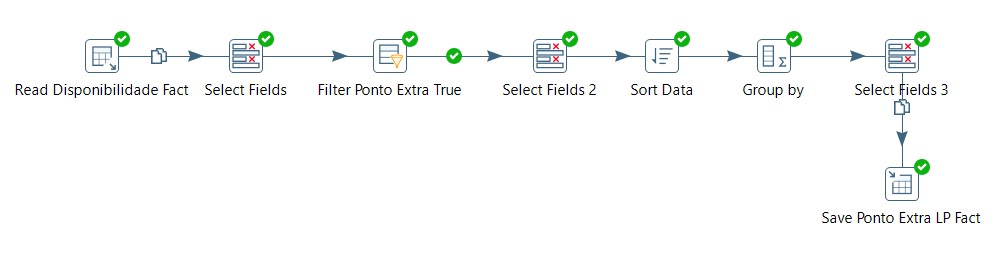 Read Disponibilidade Fact
Select Fields
Filter Ponto Extra True
Select Fields 2
Sort Data
Group by
Select Fields 3
Save Ponto Extra LP Fact